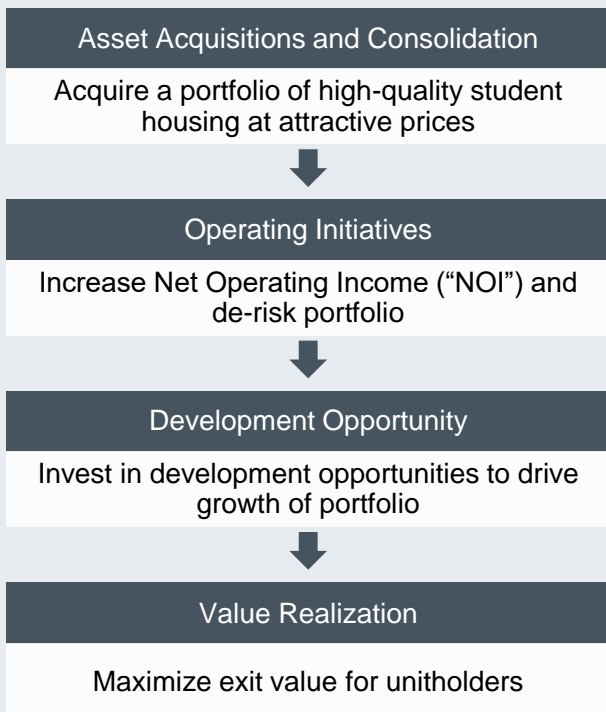 Asset Acquisitions and Consolidation
Acquire a portfolio of high-quality student
housing at attractive prices
Operating Initiatives
Increase Net Operating Income (“NOI”) and
de-risk portfolio
Development Opportunity
Invest in development opportunities to drive
growth of portfolio
Value Realization
Maximize exit value for unitholders